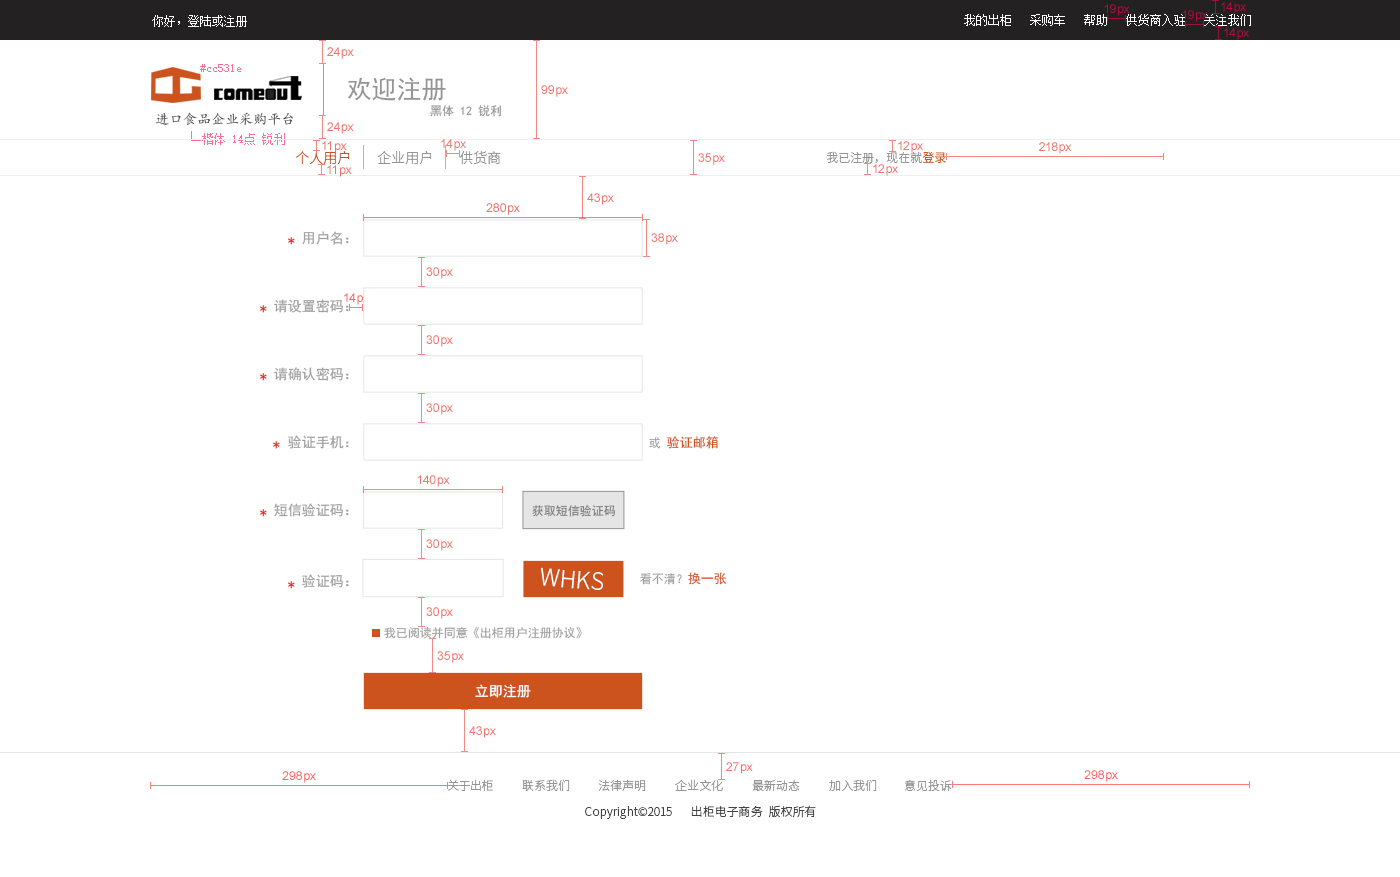 你好，登陆或注册
我的出柜 采购车 帮助 供货商入驻 关注我们
19px 19px 14px
14px
24px
#cc531e
comeout
欢迎注册
99px
黑体 12 锐利
进口食品企业采购平台
24px
楷体 14点 锐利
11px 14px 12px 218px
个人用户 企业用户 供货商 35px 我已注册，现在就登录
11px 12px
43px
280px
* 用户名： 38px
30px
* 请设置密码： 14p
30px
* 请确认密码：
30px
* 验证手机： 或 验证邮箱
140px
* 短信验证码： 获取短信验证码
30px
* 验证码： WHKS 看不清？换一张
30px
我已阅读并同意《出柜用户注册协议》
35px
立即注册
43px
27px
298px 298px
关于出柜 联系我们 法律声明 企业文化 最新动态 加入我们 意见投诉
Copyright©2015 出柜电子商务 版权所有